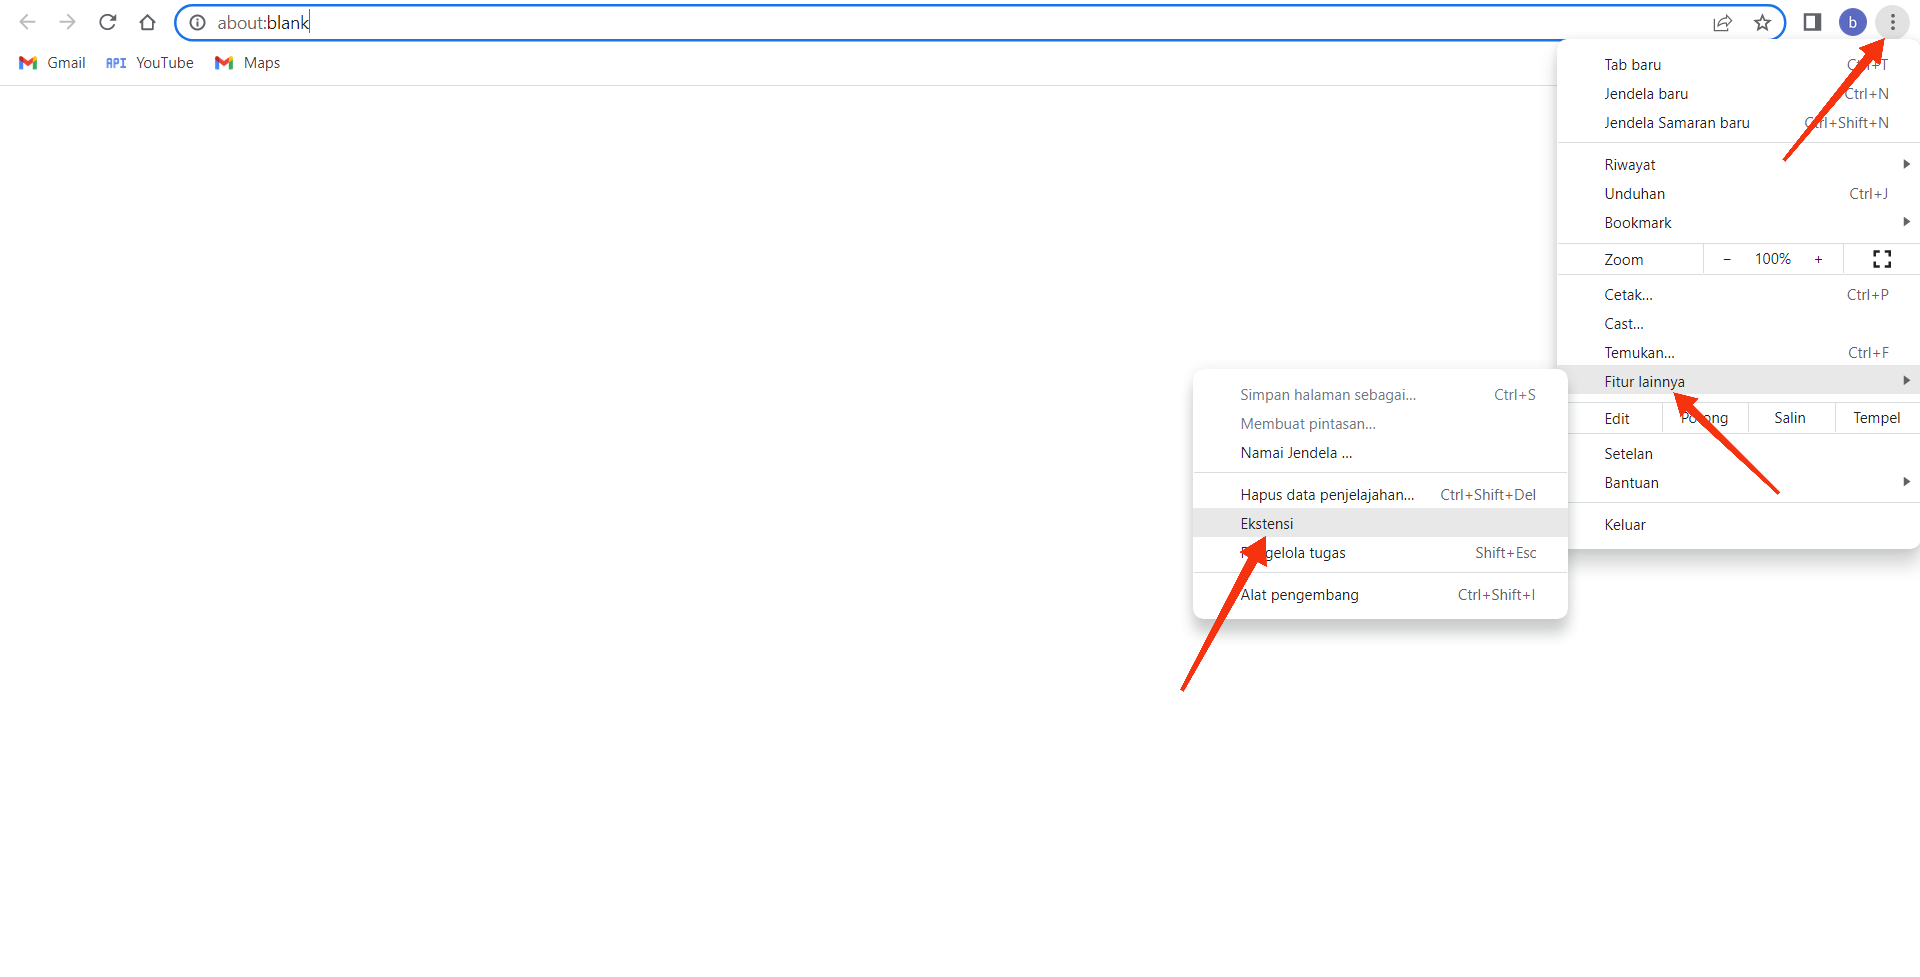 about:blank
b
Gmail
API YouTube
Maps
Tab baru Ctrl+T
Jendela baru Ctrl+N
Jendela Samaran baru Ctrl+Shift+N
Riwayat
Unduhan Ctrl+J
Bookmark
Zoom - 100% +
Cetak... Ctrl+P
Cast...
Temukan... Ctrl+F
Fitur lainnya
Edit Potong Salin Tempel
Setelan
Bantuan
Keluar
Simpan halaman sebagai... Ctrl+S
Membuat pintasan...
Namai Jendela ...
Hapus data penjelajahan... Ctrl+Shift+Del
Ekstensi
Pengelola tugas Shift+Esc
Alat pengembang Ctrl+Shift+I